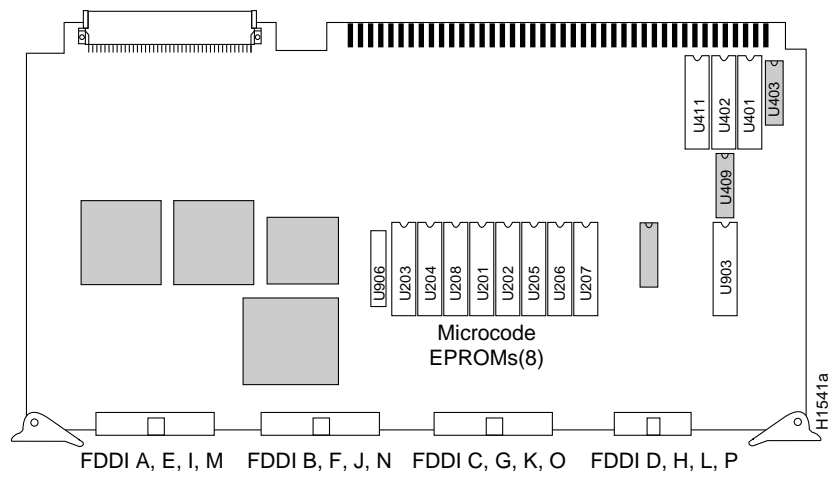 U411
U402
U401
U403
U409
U906
U203
U204
U208
U201
U202
U205
U206
U207
U903
Microcode
EPROMs(8)
H1541a
FDDI A, E, I, M
FDDI B, F, J, N
FDDI C, G, K, O
FDDI D, H, L, P